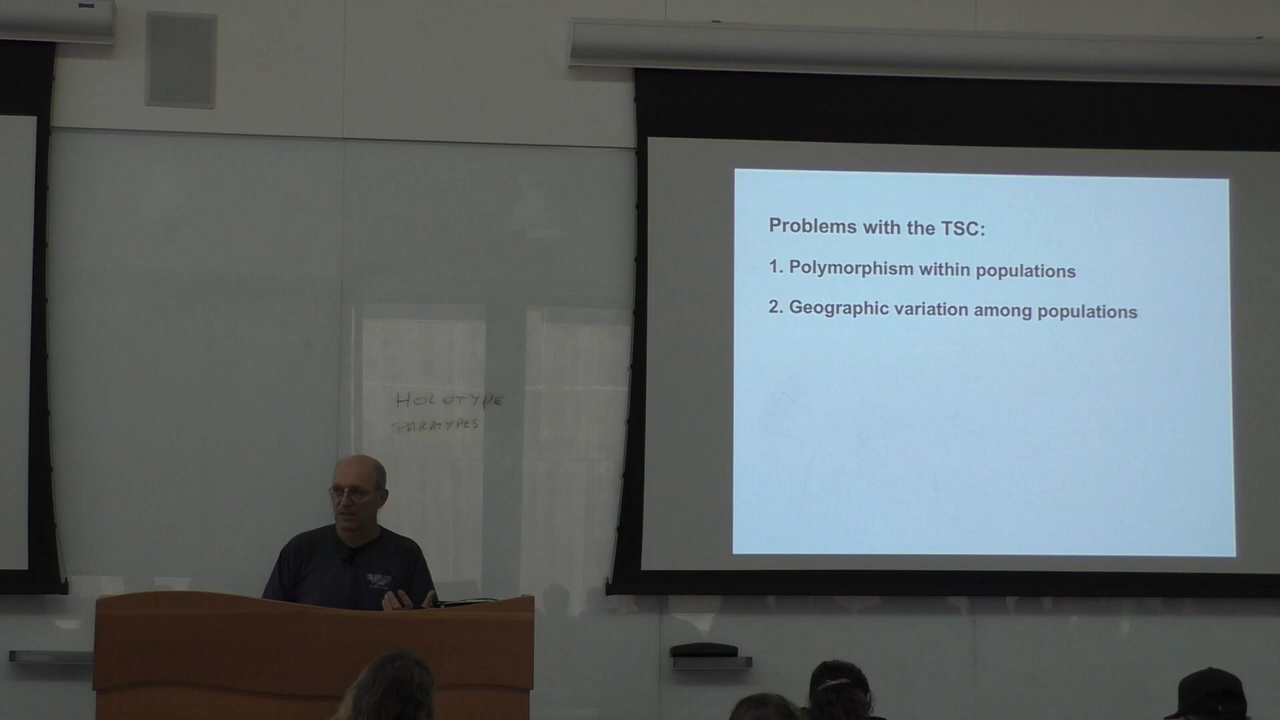 HOLOTYPE
PARATYPES
Problems with the TSC:
1. Polymorphism within populations
2. Geographic variation among populations